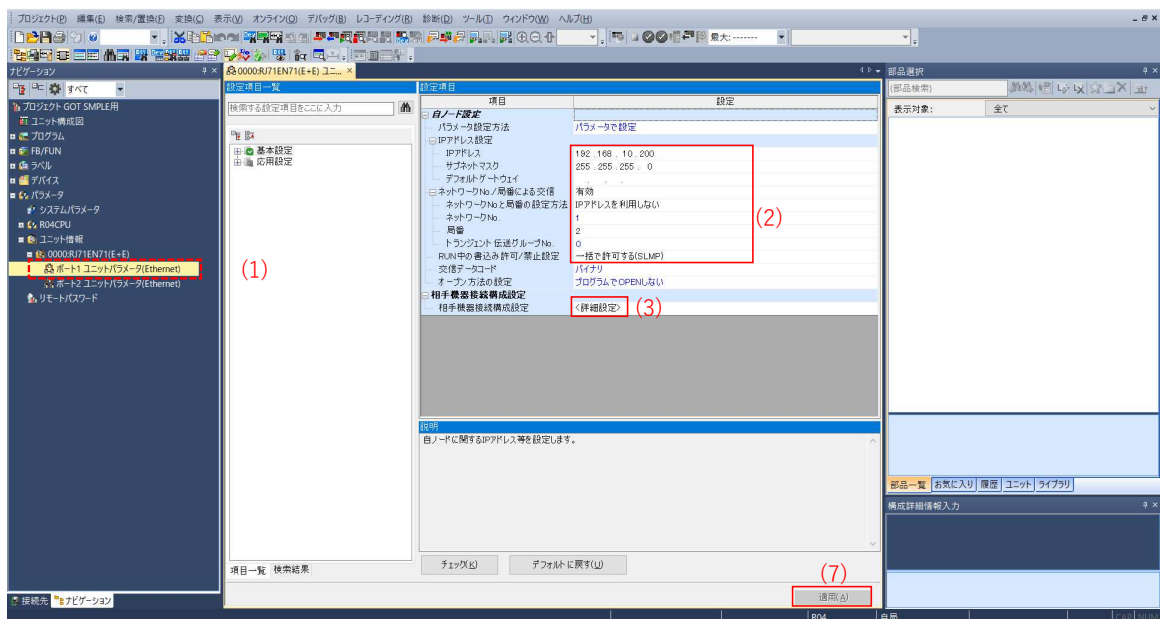 プロジェクト(P) 編集(E) 検索/置換(F) 変換(C) 表示(V) オンライン(O) デバッグ(B) レコーディング(R) 診断(D) ツール(T) ウィンドウ(W) ヘルプ(H)
最大: -------
ナビゲーション
0000:RJ71EN71(E+E) ユニ...
部品選択
すべて
設定項目一覧
設定項目
(部品検索)
プロジェクト GOT SMPLE用
検索する設定項目をここに入力
項目
設定
表示対象:
全て
ユニット構成図
自ノード設定
プログラム
パラメータ設定方法
パラメータで設定
FB/FUN
基本設定
IPアドレス設定
ラベル
応用設定
IPアドレス
192 . 168 . 10 . 200
デバイス
サブネットマスク
255 . 255 . 255 . 0
パラメータ
デフォルトゲートウェイ
. . .
システムパラメータ
ネットワークNo./局番による交信
有効
R04CPU
ネットワークNoと局番の設定方法
IPアドレスを利用しない
ユニット情報
ネットワークNo.
1
(2)
0000:RJ71EN71(E+E)
局番
2
ポート1 ユニットパラメータ(Ethernet)
(1)
トランジェント伝送グループNo.
0
ポート2 ユニットパラメータ(Ethernet)
RUN中の書込み許可/禁止設定
一括で許可する(SLMP)
リモートパスワード
交信データコード
バイナリ
オープン方法の設定
プログラムでOPENしない
相手機器接続構成設定
相手機器接続構成設定
<詳細設定>
(3)
説明
自ノードに関するIPアドレス等を設定します。
部品一覧 お気に入り 履歴 ユニット ライブラリ
構成詳細情報入力
項目一覧 検索結果
チェック(K)
デフォルトに戻す(U)
(7)
適用(A)
接続先 ナビゲーション
R04
自局
CAP NUM